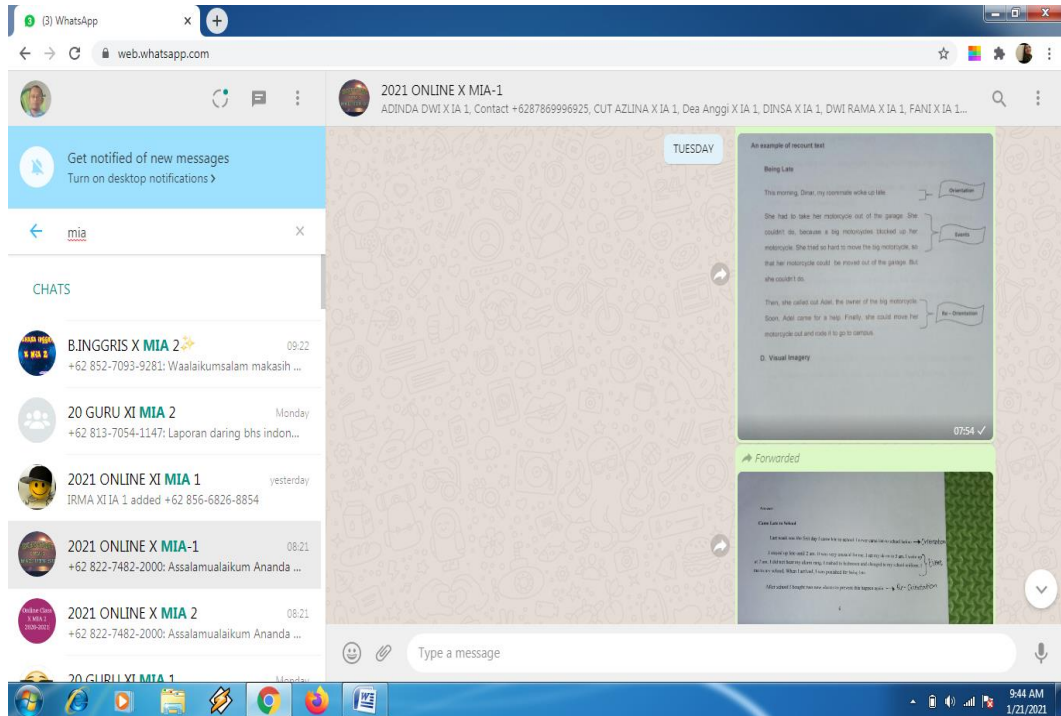 (3) WhatsApp
web.whatsapp.com
Get notified of new messages
Turn on desktop notifications >
mia
CHATS
B.INGGRIS X MIA 2✨ 09:22
+62 852-7093-9281: Waalaikumsalam makasih ...
20 GURU XI MIA 2 Monday
+62 813-7054-1147: Laporan daring bhs indon...
2021 ONLINE XI MIA 1 yesterday
IRMA XI IA 1 added +62 856-6826-8854
2021 ONLINE X MIA-1 08:21
+62 822-7482-2000: Assalamualaikum Ananda ...
2021 ONLINE X MIA 2 08:21
+62 822-7482-2000: Assalamualaikum Ananda ...
20 GURU XI MIA 1 Monday
2021 ONLINE X MIA-1
ADINDA DWI X IA 1, Contact +6287869996925, CUT AZLINA X IA 1, Dea Anggi X IA 1, DINSA X IA 1, DWI RAMA X IA 1, FANI X IA 1...
TUESDAY
An example of recount text
Being Late
This morning, Dinar, my roommate woke up late. Orientation
She had to take her motorcycle out of the garage. She
couldn't do, because a big motorcycles blocked up her Events
motorcycle. She tried so hard to move the big motorcycle, so
that her motorcycle could be moved out of the garage. But
she couldn't do.
Then, she called out Adel, the owner of the big motorcycle.
Soon, Adel came for a help. Finally, she could move her Re - Orientation
motorcycle out and rode it to go to campus.
D. Visual Imagery
07:54
Forwarded
Came Late to School
Orientation
Event
Re - Orientation
Type a message
9:44 AM
1/21/2021